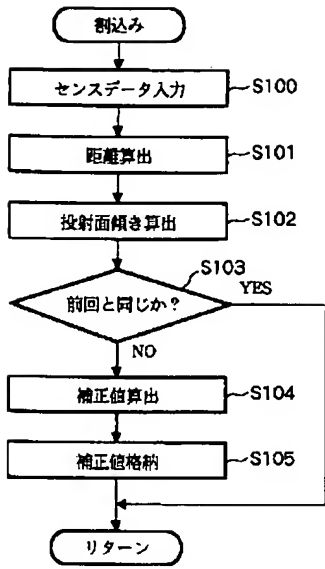 割込み
センスデータ入力 S100
距離算出 S101
投射面傾き算出 S102
S103
前回と同じか? YES
NO
補正値算出 S104
補正値格納 S105
リターン